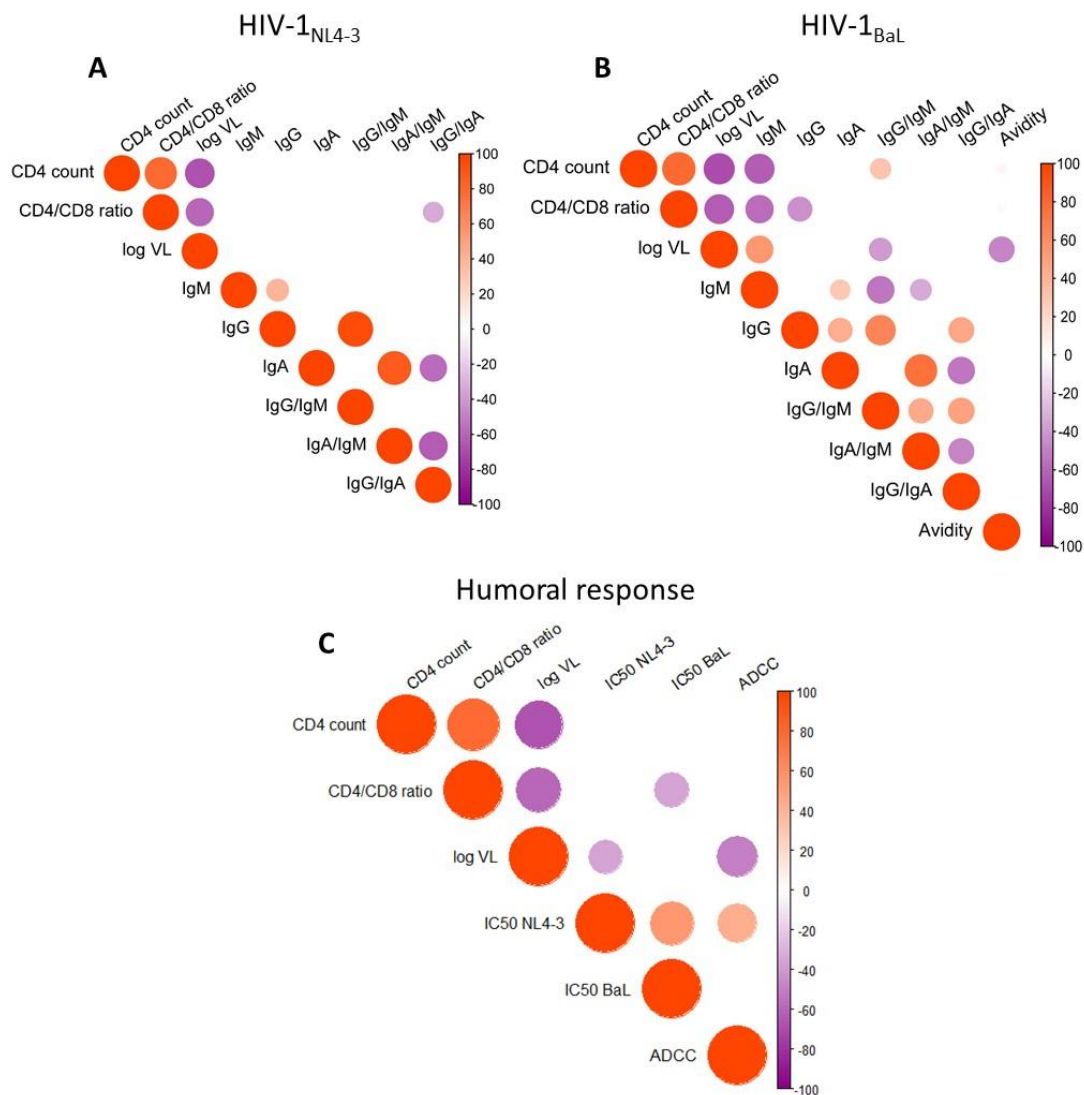 HIV-1NL4-3
HIV-1BaL
A
CD4 count
CD4/CD8 ratio
log VL
IgM
IgG
IgA
IgG/IgM
IgA/IgM
IgG/IgA
CD4 count
CD4/CD8 ratio
log VL
IgM
IgG
IgA
IgG/IgM
IgA/IgM
IgG/IgA
100
80
60
40
20
0
-20
-40
-60
-80
-100
B
CD4 count
CD4/CD8 ratio
log VL
IgM
IgG
IgA
IgG/IgM
IgA/IgM
IgG/IgA
Avidity
CD4 count
CD4/CD8 ratio
log VL
IgM
IgG
IgA
IgG/IgM
IgA/IgM
IgG/IgA
Avidity
100
80
60
40
20
0
-20
-40
-60
-80
-100
Humoral response
C
CD4 count
CD4/CD8 ratio
log VL
IC50 NL4-3
IC50 BaL
ADCC
CD4 count
CD4/CD8 ratio
log VL
IC50 NL4-3
IC50 BaL
ADCC
100
80
60
40
20
0
-20
-40
-60
-80
-100